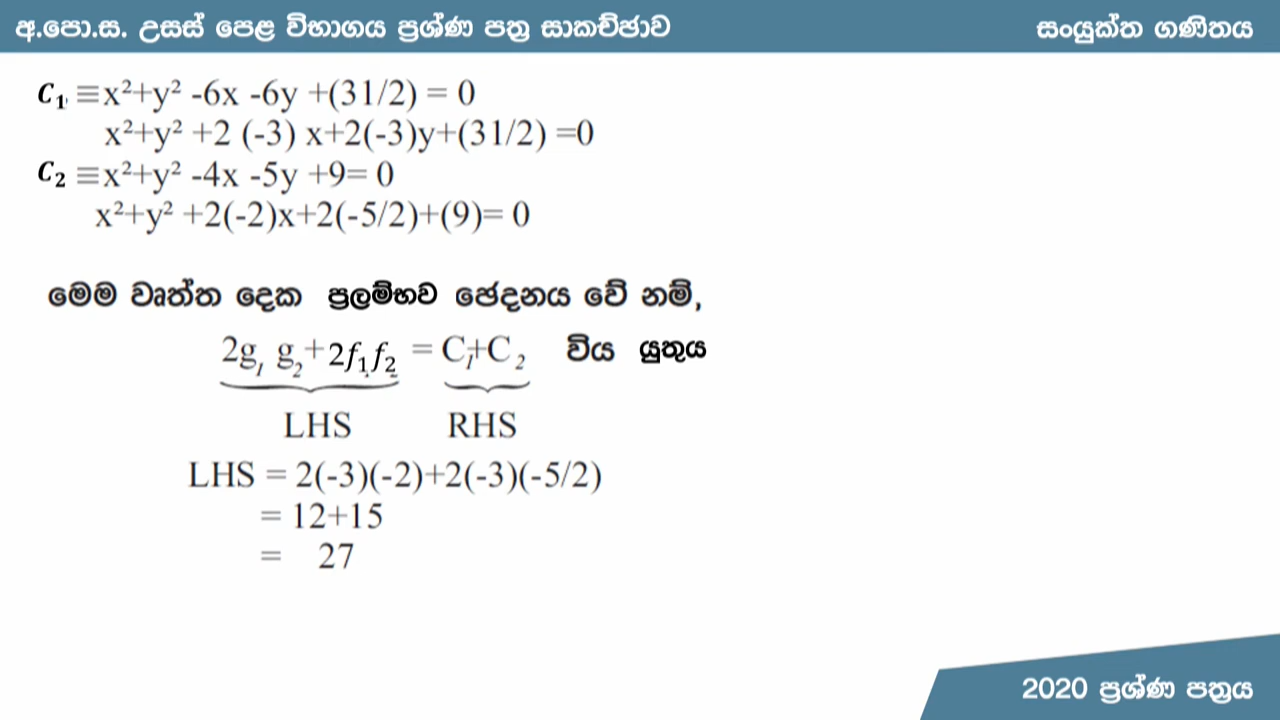 අ.පො.ස. උසස් පෙළ විභාගය ප්‍රශ්ණ පත්‍ර සාකච්ඡාව
සංයුක්ත ගණිතය
C₁ ≡x²+y² -6x -6y +(31/2) = 0
x²+y² +2 (-3) x+2(-3)y+(31/2) =0
C₂ ≡x²+y² -4x -5y +9= 0
x²+y² +2(-2)x+2(-5/2)+(9)= 0
මෙම වෘත්ත දෙක ප්‍රලම්භව ඡේදනය වේ නම්,
2g₁ g₂+2f₁f₂ = C₁+C₂ විය යුතුය
LHS RHS
LHS = 2(-3)(-2)+2(-3)(-5/2)
= 12+15
= 27
2020 ප්‍රශ්ණ පත්‍රය